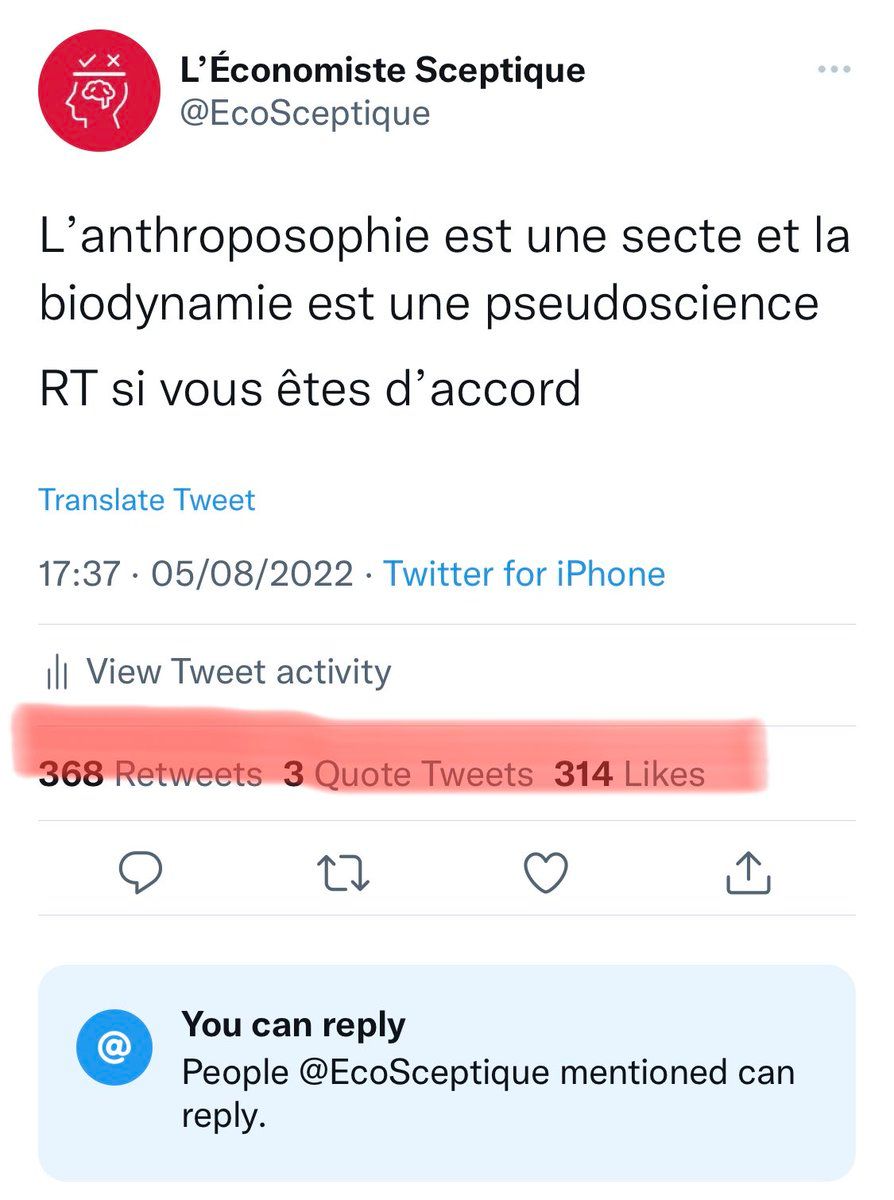 L’Économiste Sceptique
@EcoSceptique
L’anthroposophie est une secte et la
biodynamie est une pseudoscience
RT si vous êtes d’accord
Translate Tweet
17:37 · 05/08/2022 · Twitter for iPhone
View Tweet activity
368 Retweets 3 Quote Tweets 314 Likes
@
You can reply
People @EcoSceptique mentioned can
reply.